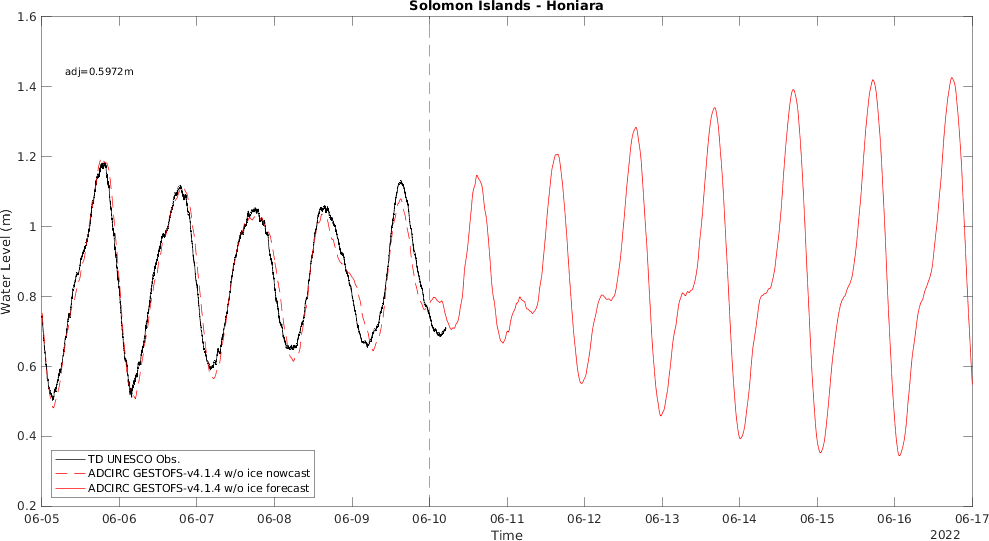 Solomon Islands - Honiara
adj=0.5972m
Water Level (m)
1.6
1.4
1.2
1
0.8
0.6
0.4
0.2
TD UNESCO Obs.
ADCIRC GESTOFS-v4.1.4 w/o ice nowcast
ADCIRC GESTOFS-v4.1.4 w/o ice forecast
06-05 06-06 06-07 06-08 06-09 06-10 06-11 06-12 06-13 06-14 06-15 06-16 06-17
Time
2022